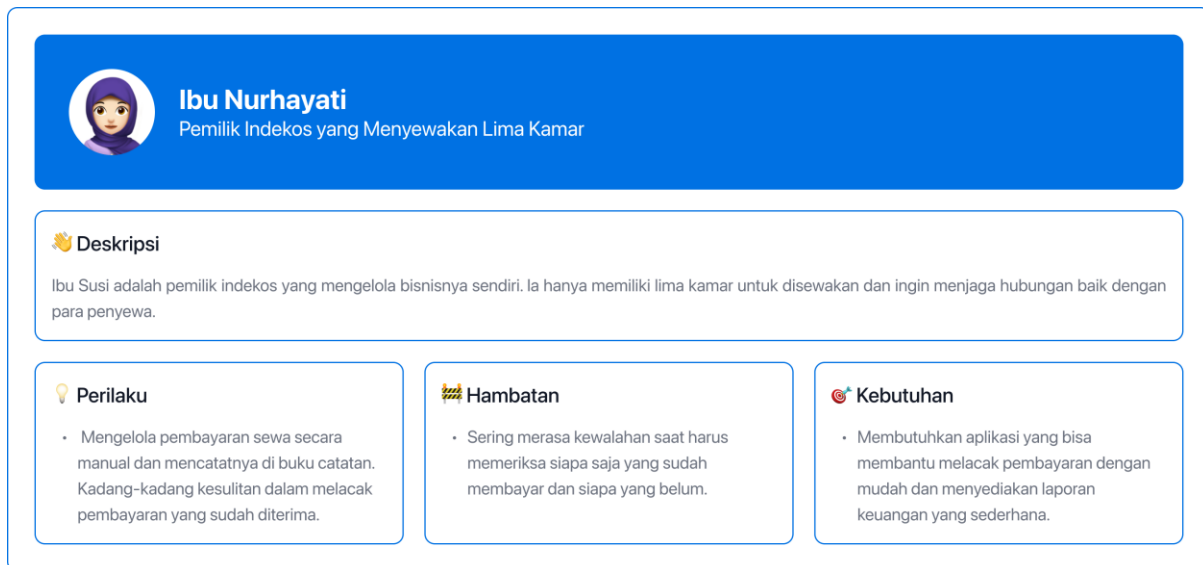 Ibu Nurhayati
Pemilik Indekos yang Menyewakan Lima Kamar
👋 Deskripsi
Ibu Susi adalah pemilik indekos yang mengelola bisnisnya sendiri. Ia hanya memiliki lima kamar untuk disewakan dan ingin menjaga hubungan baik dengan
para penyewa.
💡 Perilaku
• Mengelola pembayaran sewa secara
manual dan mencatatnya di buku catatan.
Kadang-kadang kesulitan dalam melacak
pembayaran yang sudah diterima.
🚧 Hambatan
• Sering merasa kewalahan saat harus
memeriksa siapa saja yang sudah
membayar dan siapa yang belum.
🎯 Kebutuhan
• Membutuhkan aplikasi yang bisa
membantu melacak pembayaran dengan
mudah dan menyediakan laporan
keuangan yang sederhana.